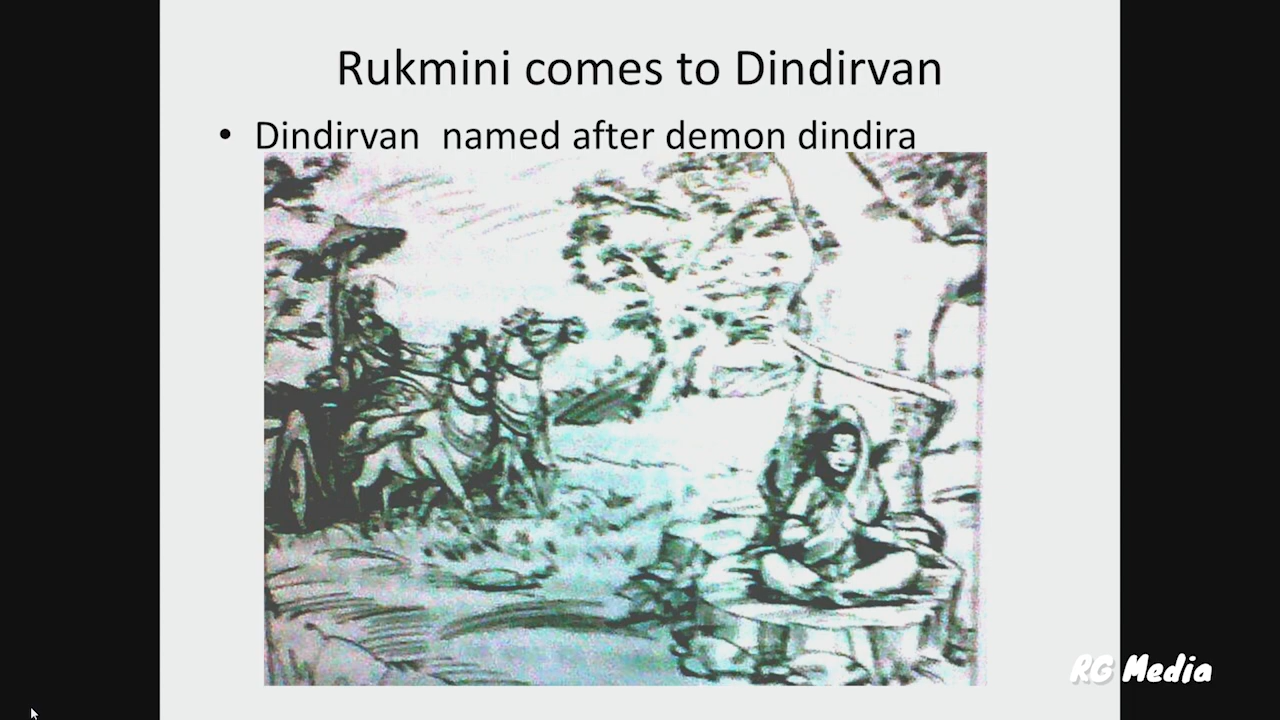 Rukmini comes to Dindirvan
• Dindirvan named after demon dindira
RG Media